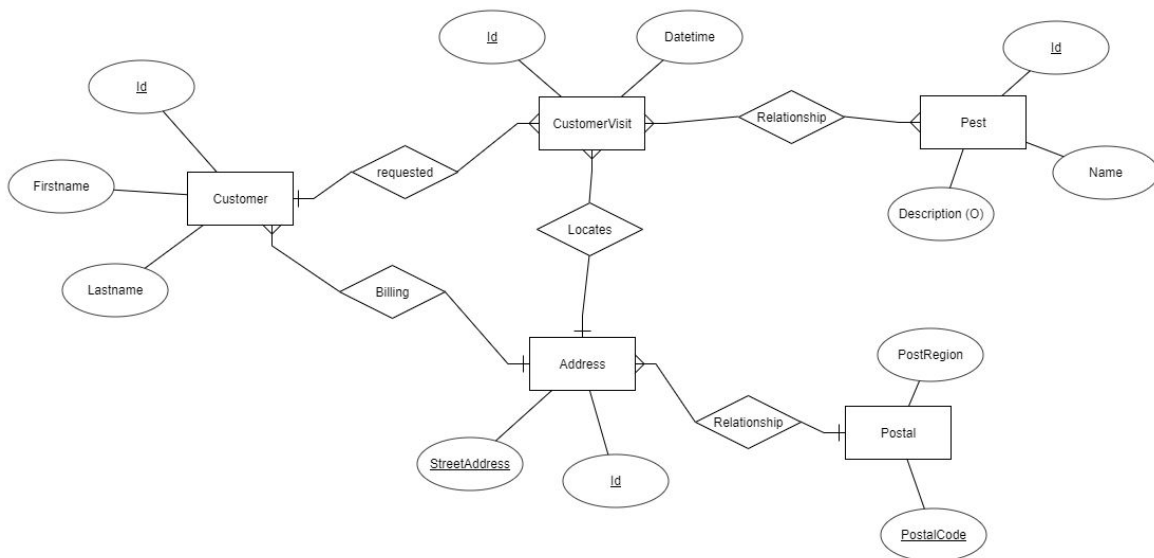 Id
Datetime
Id
Id
CustomerVisit
Relationship
Pest
requested
Firstname
Customer
Name
Description (O)
Locates
Lastname
Billing
PostRegion
Address
Relationship
Postal
StreetAddress
Id
PostalCode